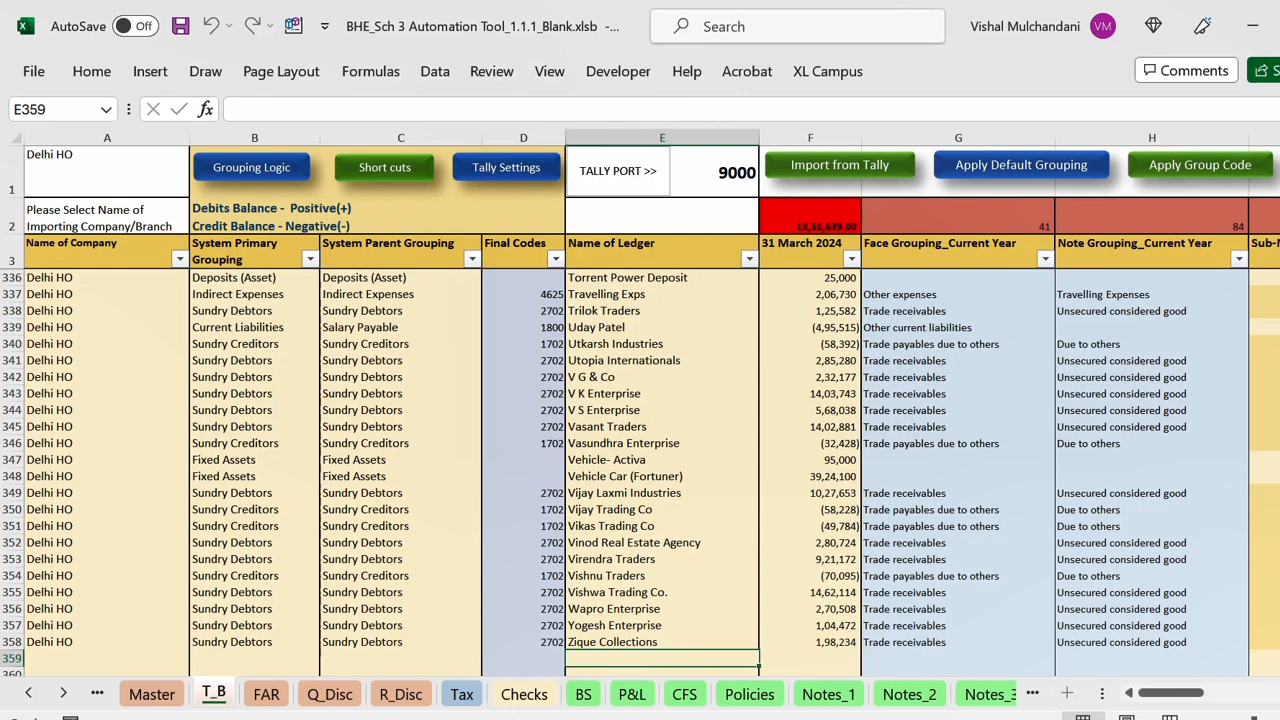 AutoSave Off BHE_Sch 3 Automation Tool_1.1.1_Blank.xlsb -... Search Vishal Mulchandani VM
File Home Insert Draw Page Layout Formulas Data Review View Developer Help Acrobat XL Campus Comments S
E359 fx
A B C D E F G H
1 Delhi HO Grouping Logic Short cuts Tally Settings TALLY PORT >> 9000 Import from Tally Apply Default Grouping Apply Group Code
Please Select Name of Debits Balance - Positive(+)
2 Importing Company/Branch Credit Balance - Negative(-) 13,51,639.00 41 84
Name of Company System Primary System Parent Grouping Final Codes Name of Ledger 31 March 2024 Face Grouping_Current Year Note Grouping_Current Year
3 Grouping
336 Delhi HO Deposits (Asset) Deposits (Asset) Torrent Power Deposit 25,000
337 Delhi HO Indirect Expenses Indirect Expenses 4625 Travelling Exps 2,06,730 Other expenses Travelling Expenses
338 Delhi HO Sundry Debtors Sundry Debtors 2702 Trilok Traders 1,25,582 Trade receivables Unsecured considered good
339 Delhi HO Current Liabilities Salary Payable 1800 Uday Patel (4,95,515) Other current liabilities
340 Delhi HO Sundry Creditors Sundry Creditors 1702 Utkarsh Industries (58,392) Trade payables due to others Due to others
341 Delhi HO Sundry Debtors Sundry Debtors 2702 Utopia Internationals 2,85,280 Trade receivables Unsecured considered good
342 Delhi HO Sundry Debtors Sundry Debtors 2702 V G & Co 2,32,177 Trade receivables Unsecured considered good
343 Delhi HO Sundry Debtors Sundry Debtors 2702 V K Enterprise 14,03,743 Trade receivables Unsecured considered good
344 Delhi HO Sundry Debtors Sundry Debtors 2702 V S Enterprise 5,68,038 Trade receivables Unsecured considered good
345 Delhi HO Sundry Debtors Sundry Debtors 2702 Vasant Traders 14,02,881 Trade receivables Unsecured considered good
346 Delhi HO Sundry Creditors Sundry Creditors 1702 Vasundhra Enterprise (32,428) Trade payables due to others Due to others
347 Delhi HO Fixed Assets Fixed Assets Vehicle- Activa 95,000
348 Delhi HO Fixed Assets Fixed Assets Vehicle Car (Fortuner) 39,24,100
349 Delhi HO Sundry Debtors Sundry Debtors 2702 Vijay Laxmi Industries 10,27,653 Trade receivables Unsecured considered good
350 Delhi HO Sundry Creditors Sundry Creditors 1702 Vijay Trading Co (58,228) Trade payables due to others Due to others
351 Delhi HO Sundry Creditors Sundry Creditors 1702 Vikas Trading Co (49,784) Trade payables due to others Due to others
352 Delhi HO Sundry Debtors Sundry Debtors 2702 Vinod Real Estate Agency 2,80,724 Trade receivables Unsecured considered good
353 Delhi HO Sundry Debtors Sundry Debtors 2702 Virendra Traders 9,21,172 Trade receivables Unsecured considered good
354 Delhi HO Sundry Creditors Sundry Creditors 1702 Vishnu Traders (70,095) Trade payables due to others Due to others
355 Delhi HO Sundry Debtors Sundry Debtors 2702 Vishwa Trading Co. 14,62,114 Trade receivables Unsecured considered good
356 Delhi HO Sundry Debtors Sundry Debtors 2702 Wapro Enterprise 2,70,508 Trade receivables Unsecured considered good
357 Delhi HO Sundry Debtors Sundry Debtors 2702 Yogesh Enterprise 1,04,472 Trade receivables Unsecured considered good
358 Delhi HO Sundry Debtors Sundry Debtors 2702 Zique Collections 1,98,234 Trade receivables Unsecured considered good
359
360
Master T_B FAR Q_Disc R_Disc Tax Checks BS P&L CFS Policies Notes_1 Notes_2 Notes_3